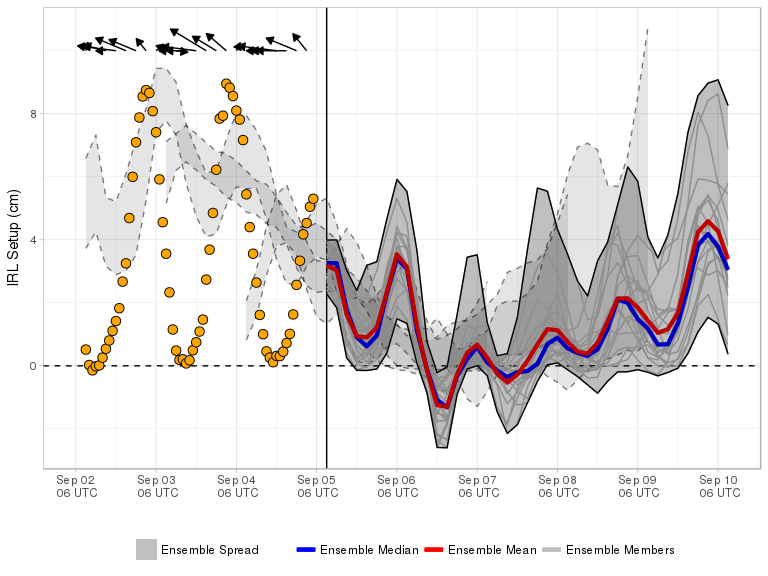 IRL Setup (cm)
8
4
0
Sep 02 Sep 03 Sep 04 Sep 05 Sep 06 Sep 07 Sep 08 Sep 09 Sep 10
06 UTC 06 UTC 06 UTC 06 UTC 06 UTC 06 UTC 06 UTC 06 UTC 06 UTC
Ensemble Spread Ensemble Median Ensemble Mean Ensemble Members